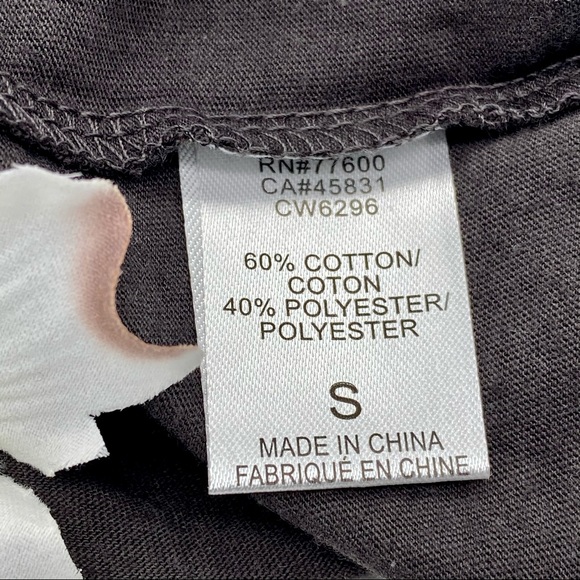 RN#77600
CA#45831
CW6296
60% COTTON/
COTON
40% POLYESTER/
POLYESTER
S
MADE IN CHINA
FABRIQUÉ EN CHINE